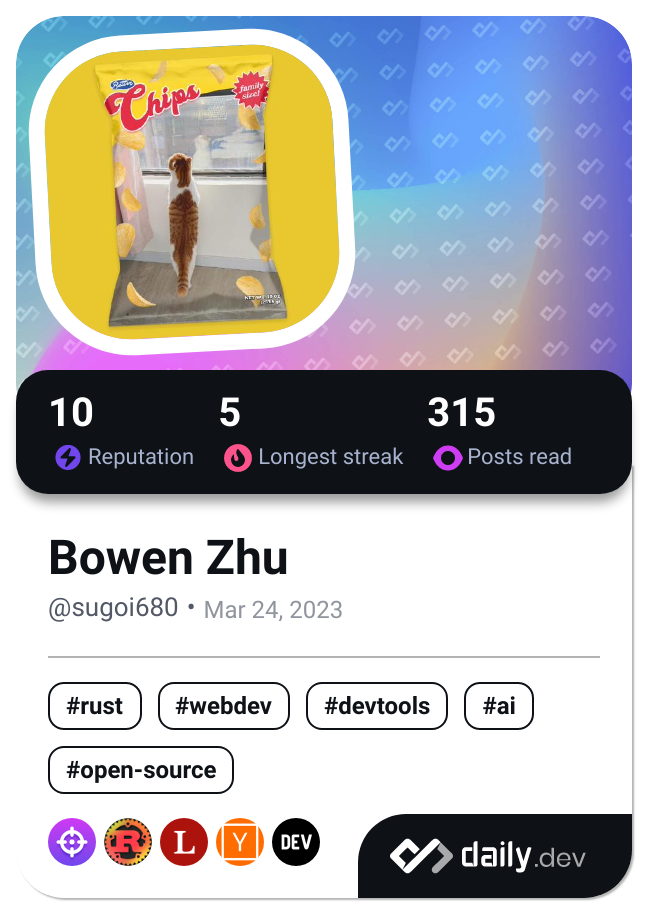 Chips
family
size!
10
5
315
Reputation
Longest streak
Posts read
Bowen Zhu
@sugoi680 • Mar 24, 2023
#rust
#webdev
#devtools
#ai
#open-source
R
L
Y
DEV
daily.dev